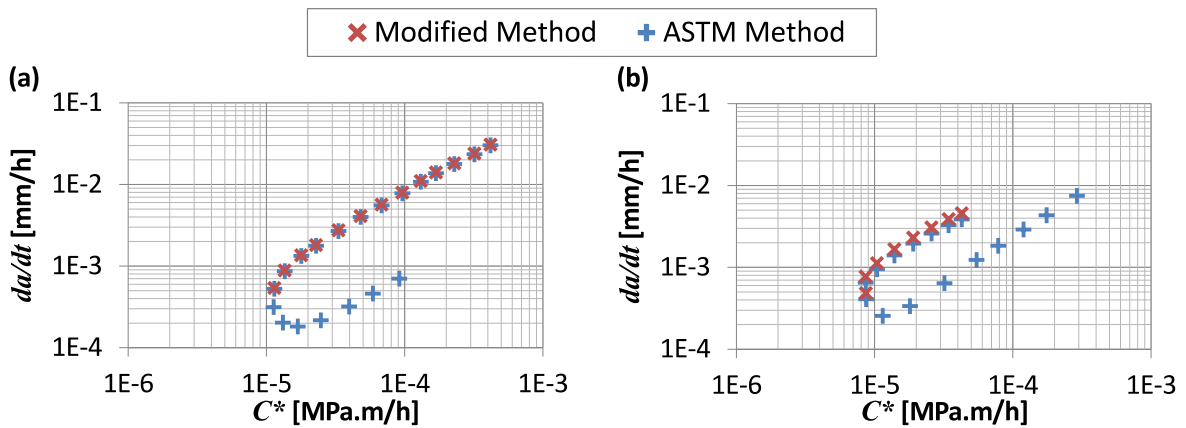 Modified Method
ASTM Method
(a)
1E-1
1E-2
1E-3
1E-4
da/dt [mm/h]
1E-6
1E-5
1E-4
1E-3
C* [MPa.m/h]
(b)
1E-1
1E-2
1E-3
1E-4
da/dt [mm/h]
1E-6
1E-5
1E-4
1E-3
C* [MPa.m/h]